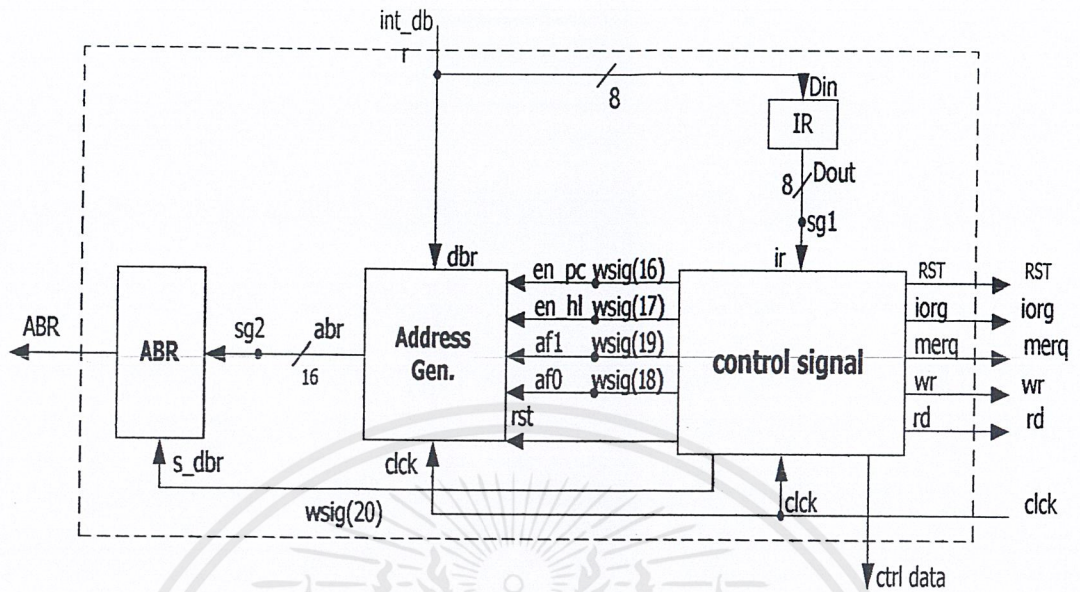 int_db
r
8
Din
IR
8
Dout
sg1
dbr
ir
en_pc wsig(16)
RST
RST
en_hl wsig(17)
iorg
iorg
ABR
ABR
sg2
abr
16
Address
Gen.
af1
wsig(19)
control signal
merq
merq
af0
wsig(18)
wr
wr
rst
rd
rd
s_dbr
clck
wsig(20)
clck
clck
ctrl data